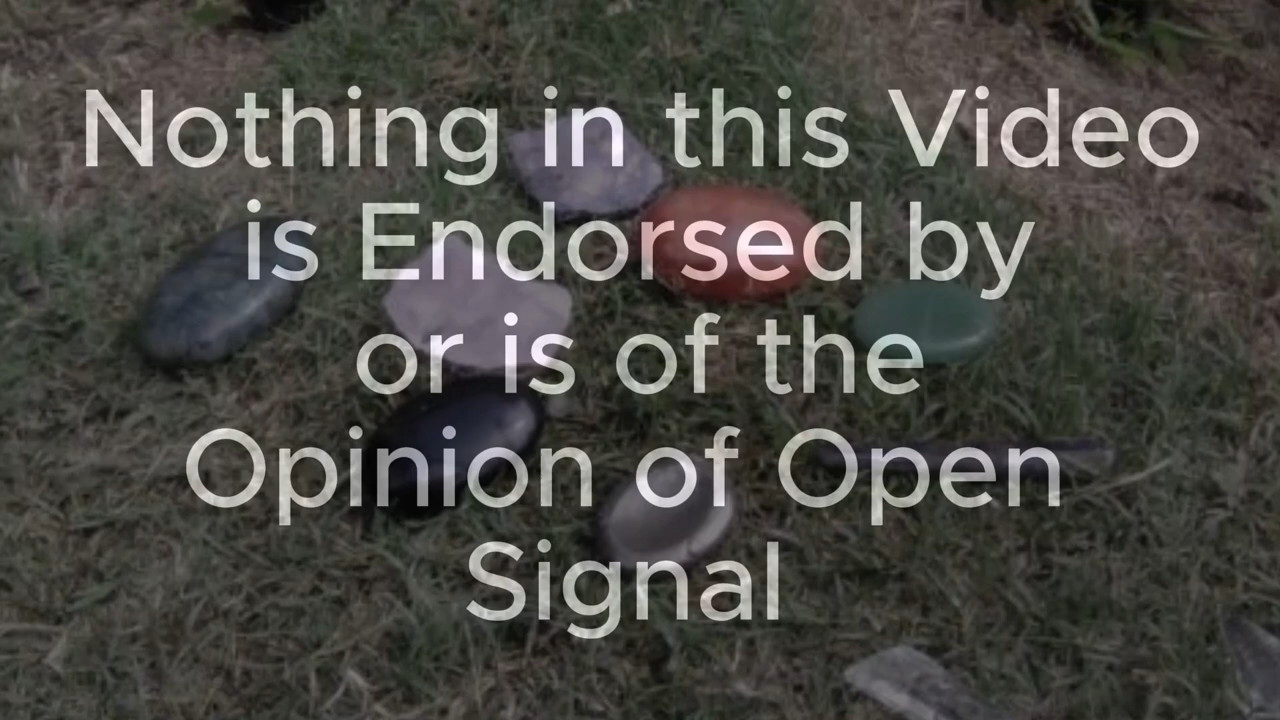 Nothing in this Video
is Endorsed by
or is of the
Opinion of Open
Signal